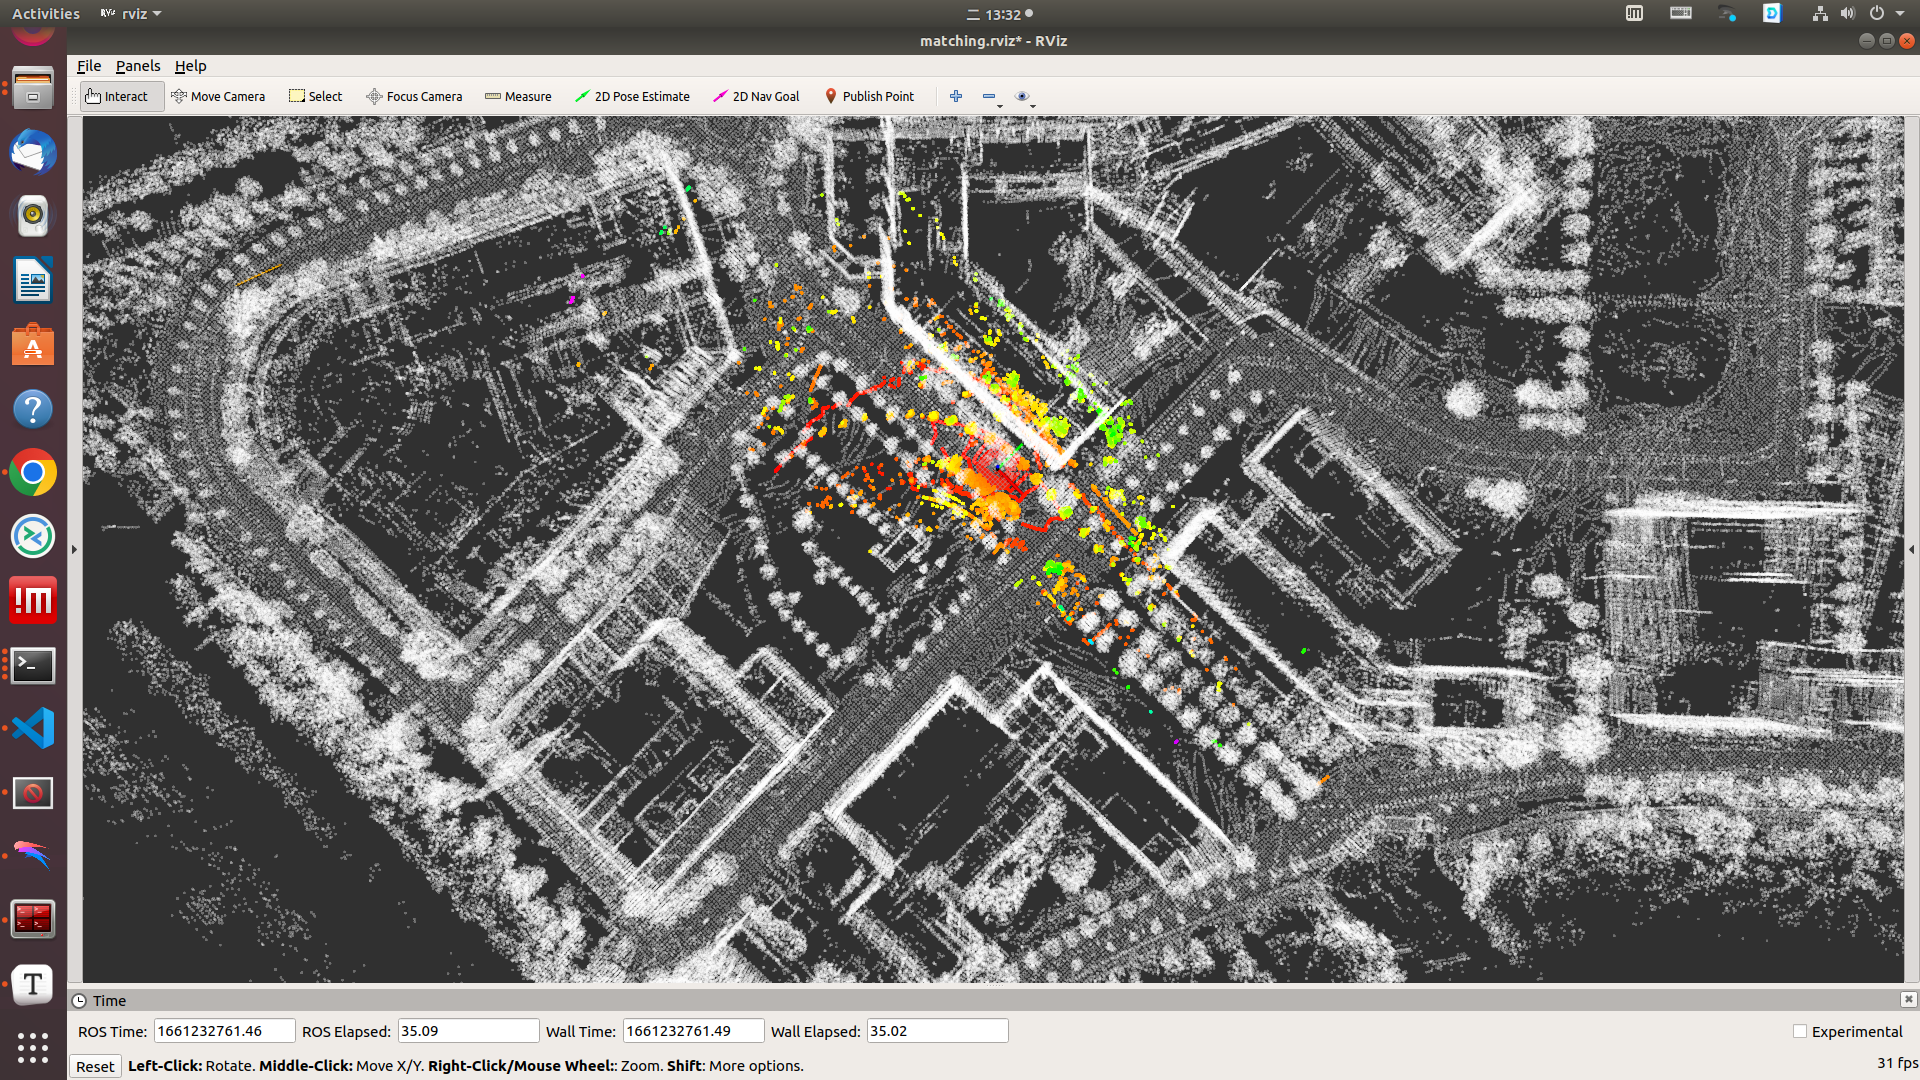 Activities RViz rviz 二 13:32
matching.rviz* - RViz
File Panels Help
Interact Move Camera Select Focus Camera Measure 2D Pose Estimate 2D Nav Goal Publish Point
Time
ROS Time: 1661232761.46 ROS Elapsed: 35.09 Wall Time: 1661232761.49 Wall Elapsed: 35.02 Experimental
Reset Left-Click: Rotate. Middle-Click: Move X/Y. Right-Click/Mouse Wheel:: Zoom. Shift: More options. 31 fps